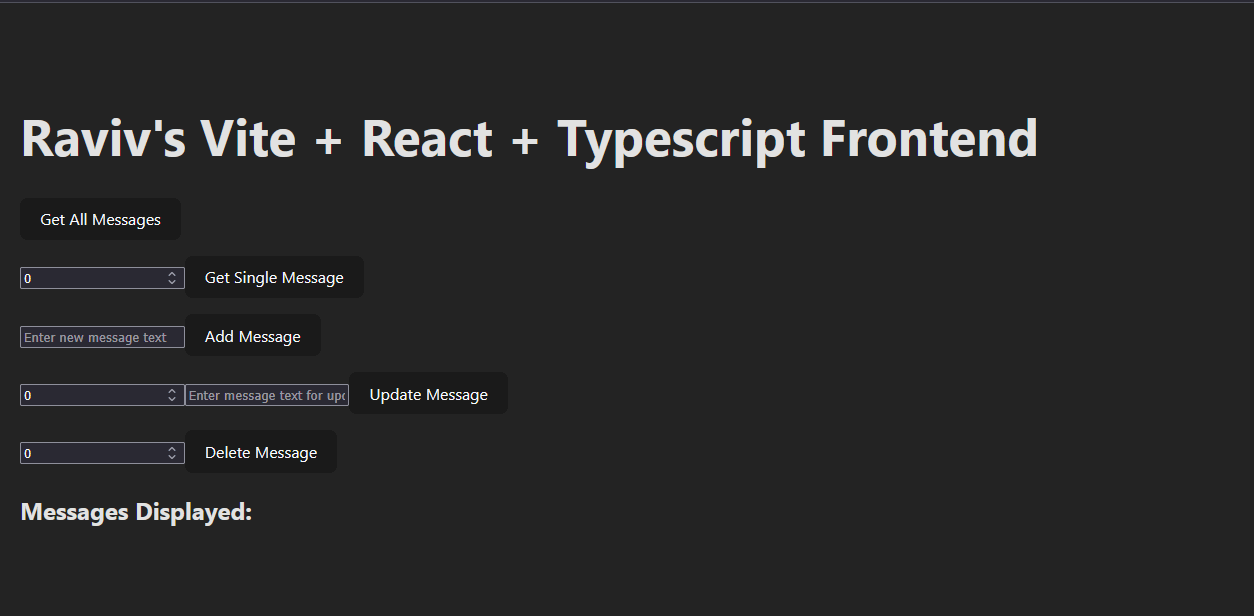 Raviv's Vite + React + Typescript Frontend
Get All Messages
0 Get Single Message
Enter new message text Add Message
0 Enter message text for upd Update Message
0 Delete Message
Messages Displayed: